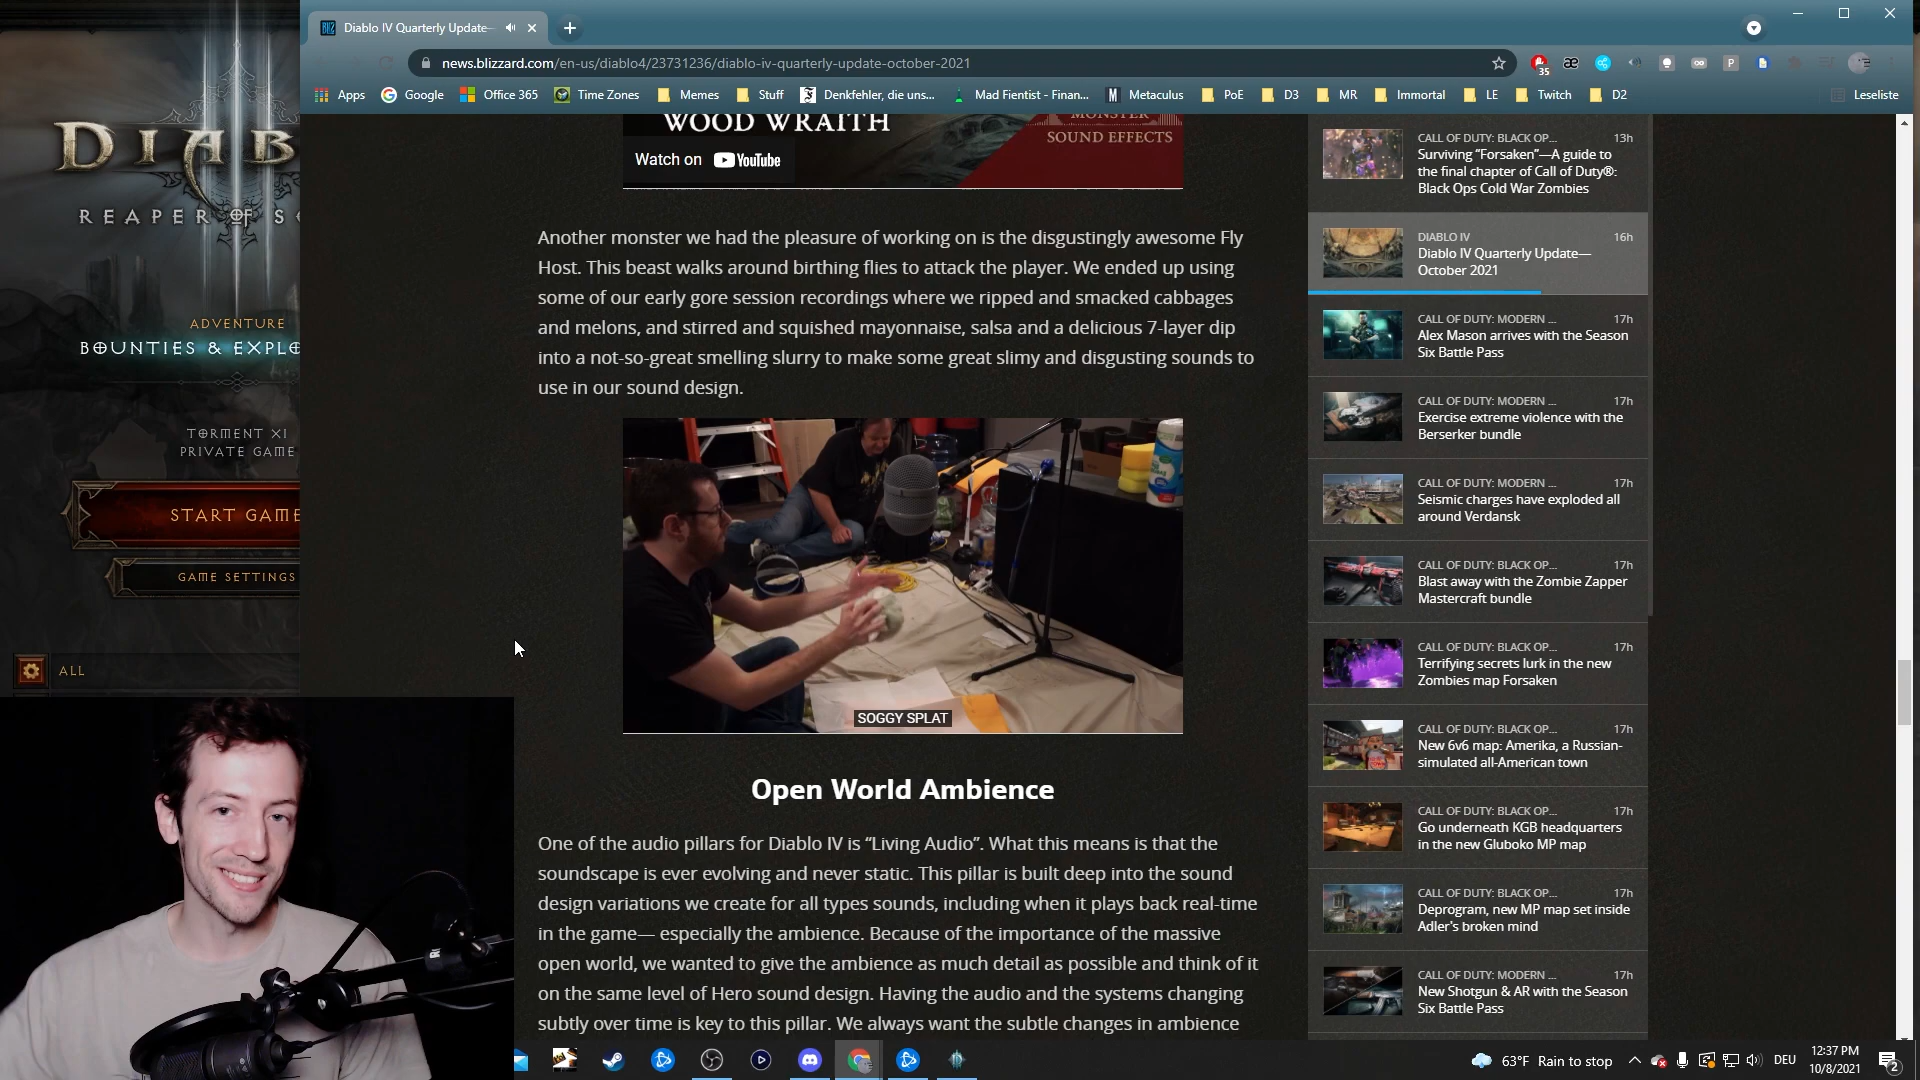 DIAB
REAPER OF S
ADVENTURE
BOUNTIES & EXPLO
TORMENT XI
PRIVATE GAME
START GAME
GAME SETTINGS
ALL
Diablo IV Quarterly Update
news.blizzard.com/en-us/diablo4/23731236/diablo-iv-quarterly-update-october-2021
35
æ
P
Apps
Google
Office 365
Time Zones
Memes
Stuff
Denkfehler, die uns...
Mad Fientist - Finan...
Metaculus
PoE
D3
MR
Immortal
LE
Twitch
D2
Leseliste
WOOD WRAITH
MONSTER
SOUND EFFECTS
Watch on YouTube
Another monster we had the pleasure of working on is the disgustingly awesome Fly
Host. This beast walks around birthing flies to attack the player. We ended up using
some of our early gore session recordings where we ripped and smacked cabbages
and melons, and stirred and squished mayonnaise, salsa and a delicious 7-layer dip
into a not-so-great smelling slurry to make some great slimy and disgusting sounds to
use in our sound design.
SOGGY SPLAT
Open World Ambience
One of the audio pillars for Diablo IV is “Living Audio”. What this means is that the
soundscape is ever evolving and never static. This pillar is built deep into the sound
design variations we create for all types sounds, including when it plays back real-time
in the game— especially the ambience. Because of the importance of the massive
open world, we wanted to give the ambience as much detail as possible and think of it
on the same level of Hero sound design. Having the audio and the systems changing
subtly over time is key to this pillar. We always want the subtle changes in ambience
CALL OF DUTY: BLACK OP... 13h
Surviving “Forsaken”—A guide to
the final chapter of Call of Duty®:
Black Ops Cold War Zombies
DIABLO IV 16h
Diablo IV Quarterly Update—
October 2021
CALL OF DUTY: MODERN ... 17h
Alex Mason arrives with the Season
Six Battle Pass
CALL OF DUTY: MODERN ... 17h
Exercise extreme violence with the
Berserker bundle
CALL OF DUTY: MODERN ... 17h
Seismic charges have exploded all
around Verdansk
CALL OF DUTY: BLACK OP... 17h
Blast away with the Zombie Zapper
Mastercraft bundle
CALL OF DUTY: BLACK OP... 17h
Terrifying secrets lurk in the new
Zombies map Forsaken
CALL OF DUTY: BLACK OP... 17h
New 6v6 map: Amerika, a Russian-
simulated all-American town
CALL OF DUTY: BLACK OP... 17h
Go underneath KGB headquarters
in the new Gluboko MP map
CALL OF DUTY: BLACK OP... 17h
Deprogram, new MP map set inside
Adler's broken mind
CALL OF DUTY: MODERN ... 17h
New Shotgun & AR with the Season
Six Battle Pass
63°F Rain to stop
DEU
12:37 PM
10/8/2021
2